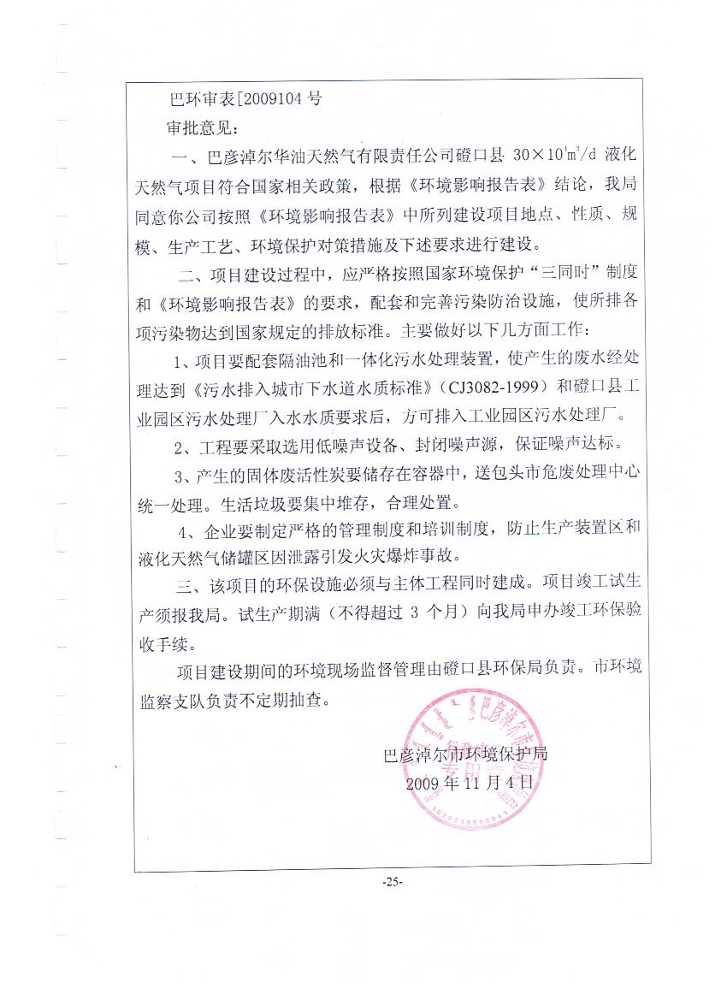 巴环审表[2009104 号
审批意见：
一、巴彦淖尔华油天然气有限责任公司磴口县 30×10⁴m³/d 液化
天然气项目符合国家相关政策，根据《环境影响报告表》结论，我局
同意你公司按照《环境影响报告表》中所列建设项目地点、性质、规
模、生产工艺、环境保护对策措施及下述要求进行建设。
二、项目建设过程中，应严格按照国家环境保护“三同时”制度
和《环境影响报告表》的要求，配套和完善污染防治设施，使所排各
项污染物达到国家规定的排放标准。主要做好以下几方面工作：
1、项目要配套隔油池和一体化污水处理装置，使产生的废水经处
理达到《污水排入城市下水道水质标准》（CJ3082-1999）和磴口县工
业园区污水处理厂入水水质要求后，方可排入工业园区污水处理厂。
2、工程要采取选用低噪声设备、封闭噪声源，保证噪声达标。
3、产生的固体废活性炭要储存在容器中，送包头市危废处理中心
统一处理。生活垃圾要集中堆存，合理处置。
4、企业要制定严格的管理制度和培训制度，防止生产装置区和
液化天然气储罐区因泄露引发火灾爆炸事故。
三、该项目的环保设施必须与主体工程同时建成。项目竣工试生
产须报我局。试生产期满（不得超过 3 个月）向我局申办竣工环保验
收手续。
项目建设期间的环境现场监督管理由磴口县环保局负责。市环境
监察支队负责不定期抽查。
巴彦淖尔市环境保护局
2009 年 11 月 4 日
巴彦淖尔市
专用
-25-